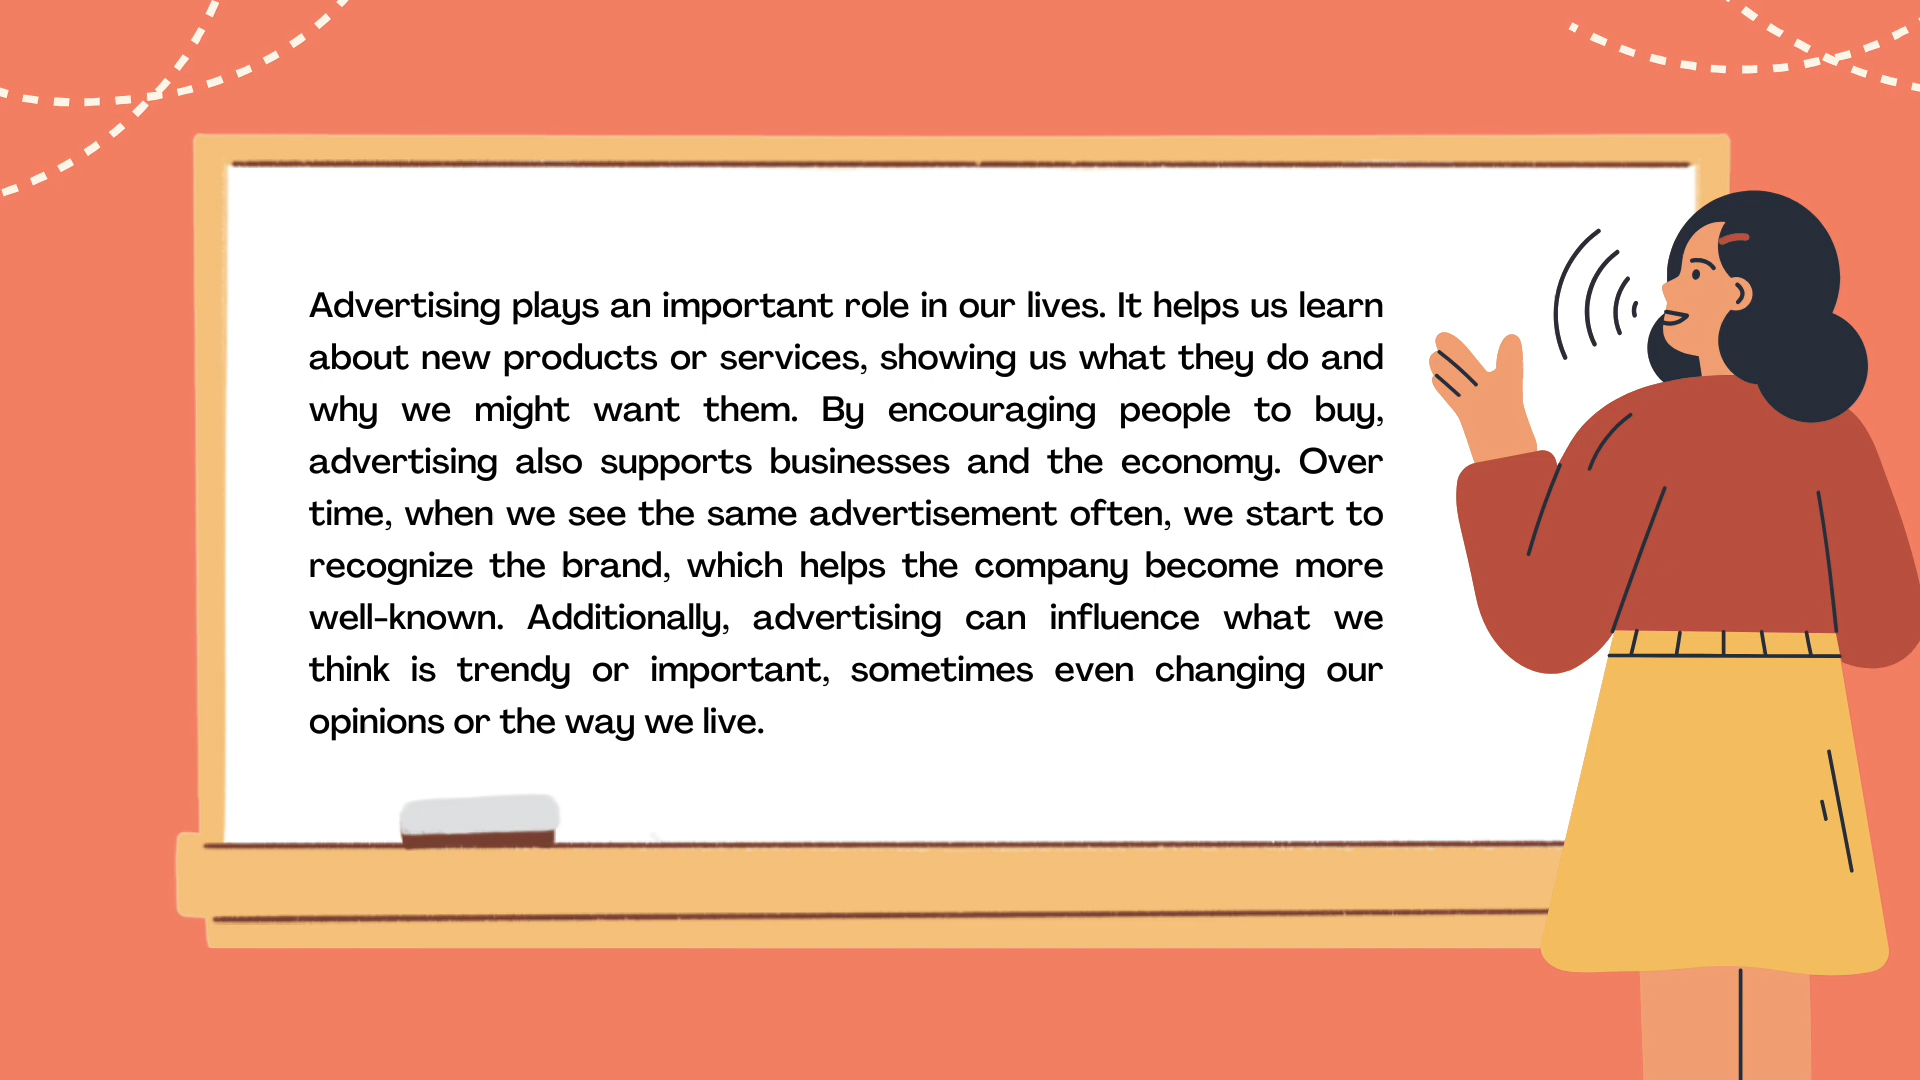 Advertising plays an important role in our lives. It helps us learn
about new products or services, showing us what they do and
why we might want them. By encouraging people to buy,
advertising also supports businesses and the economy. Over
time, when we see the same advertisement often, we start to
recognize the brand, which helps the company become more
well-known. Additionally, advertising can influence what we
think is trendy or important, sometimes even changing our
opinions or the way we live.